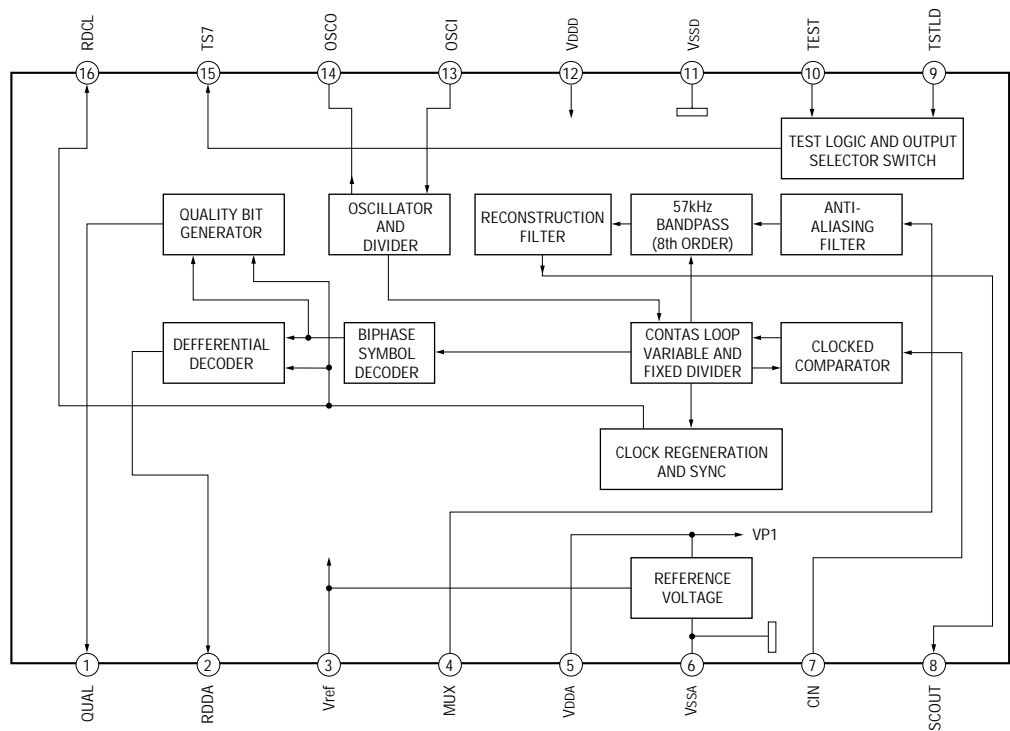 RDCL
TS7
OSCO
OSCI
VDDD
VSSD
TEST
TSTLD
16
15
14
13
12
11
10
9
TEST LOGIC AND OUTPUT
SELECTOR SWITCH
QUALITY BIT
GENERATOR
OSCILLATOR
AND
DIVIDER
RECONSTRUCTION
FILTER
57kHz
BANDPASS
(8th ORDER)
ANTI-
ALIASING
FILTER
DEFFERENTIAL
DECODER
BIPHASE
SYMBOL
DECODER
CONTAS LOOP
VARIABLE AND
FIXED DIVIDER
CLOCKED
COMPARATOR
CLOCK REGENERATION
AND SYNC
VP1
REFERENCE
VOLTAGE
1
2
3
4
5
6
7
8
QUAL
RDDA
Vref
MUX
VDDA
VSSA
CIN
SCOUT